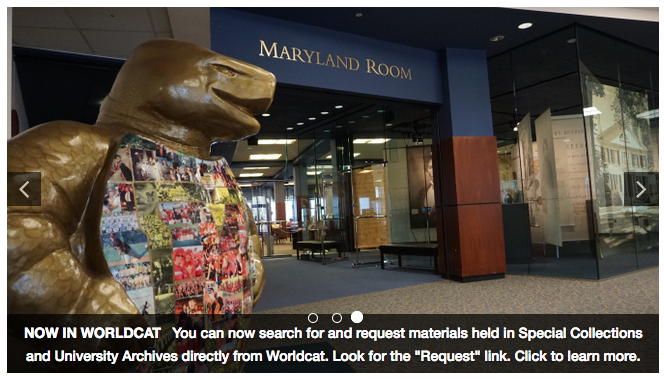 MARYLAND ROOM
NOW IN WORLDCAT   You can now search for and request materials held in Special Collections
and University Archives directly from Worldcat. Look for the "Request" link. Click to learn more.